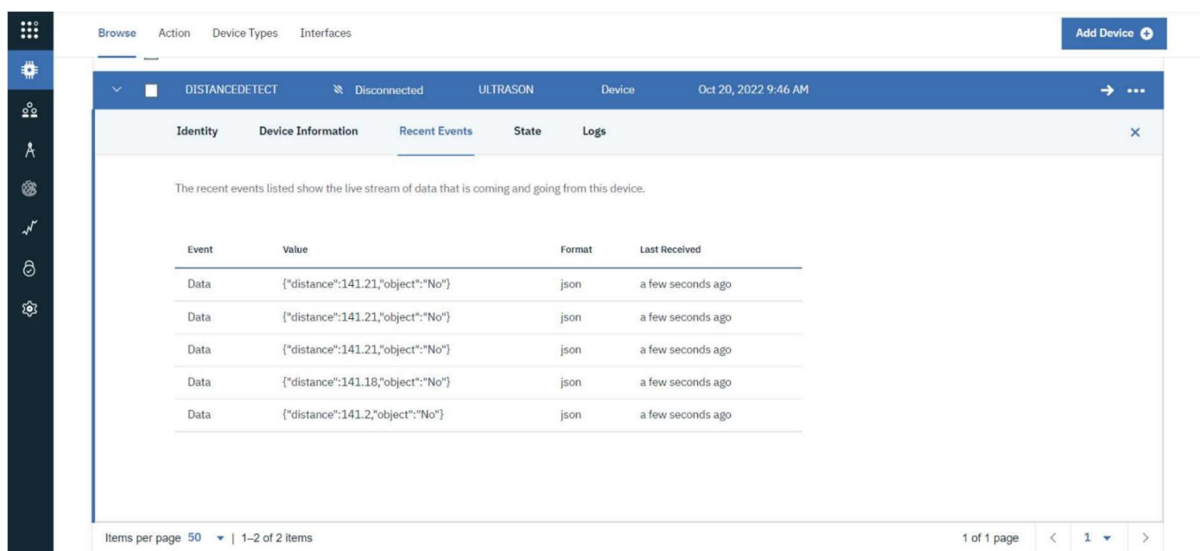 Browse Action Device Types Interfaces Add Device
DISTANCEDETECT Disconnected ULTRASON Device Oct 20, 2022 9:46 AM
Identity Device Information Recent Events State Logs
The recent events listed show the live stream of data that is coming and going from this device.
Event Value Format Last Received
Data {"distance":141.21,"object":"No"} json a few seconds ago
Data {"distance":141.21,"object":"No"} json a few seconds ago
Data {"distance":141.21,"object":"No"} json a few seconds ago
Data {"distance":141.18,"object":"No"} json a few seconds ago
Data {"distance":141.2,"object":"No"} json a few seconds ago
Items per page 50 | 1–2 of 2 items 1 of 1 page < 1 >